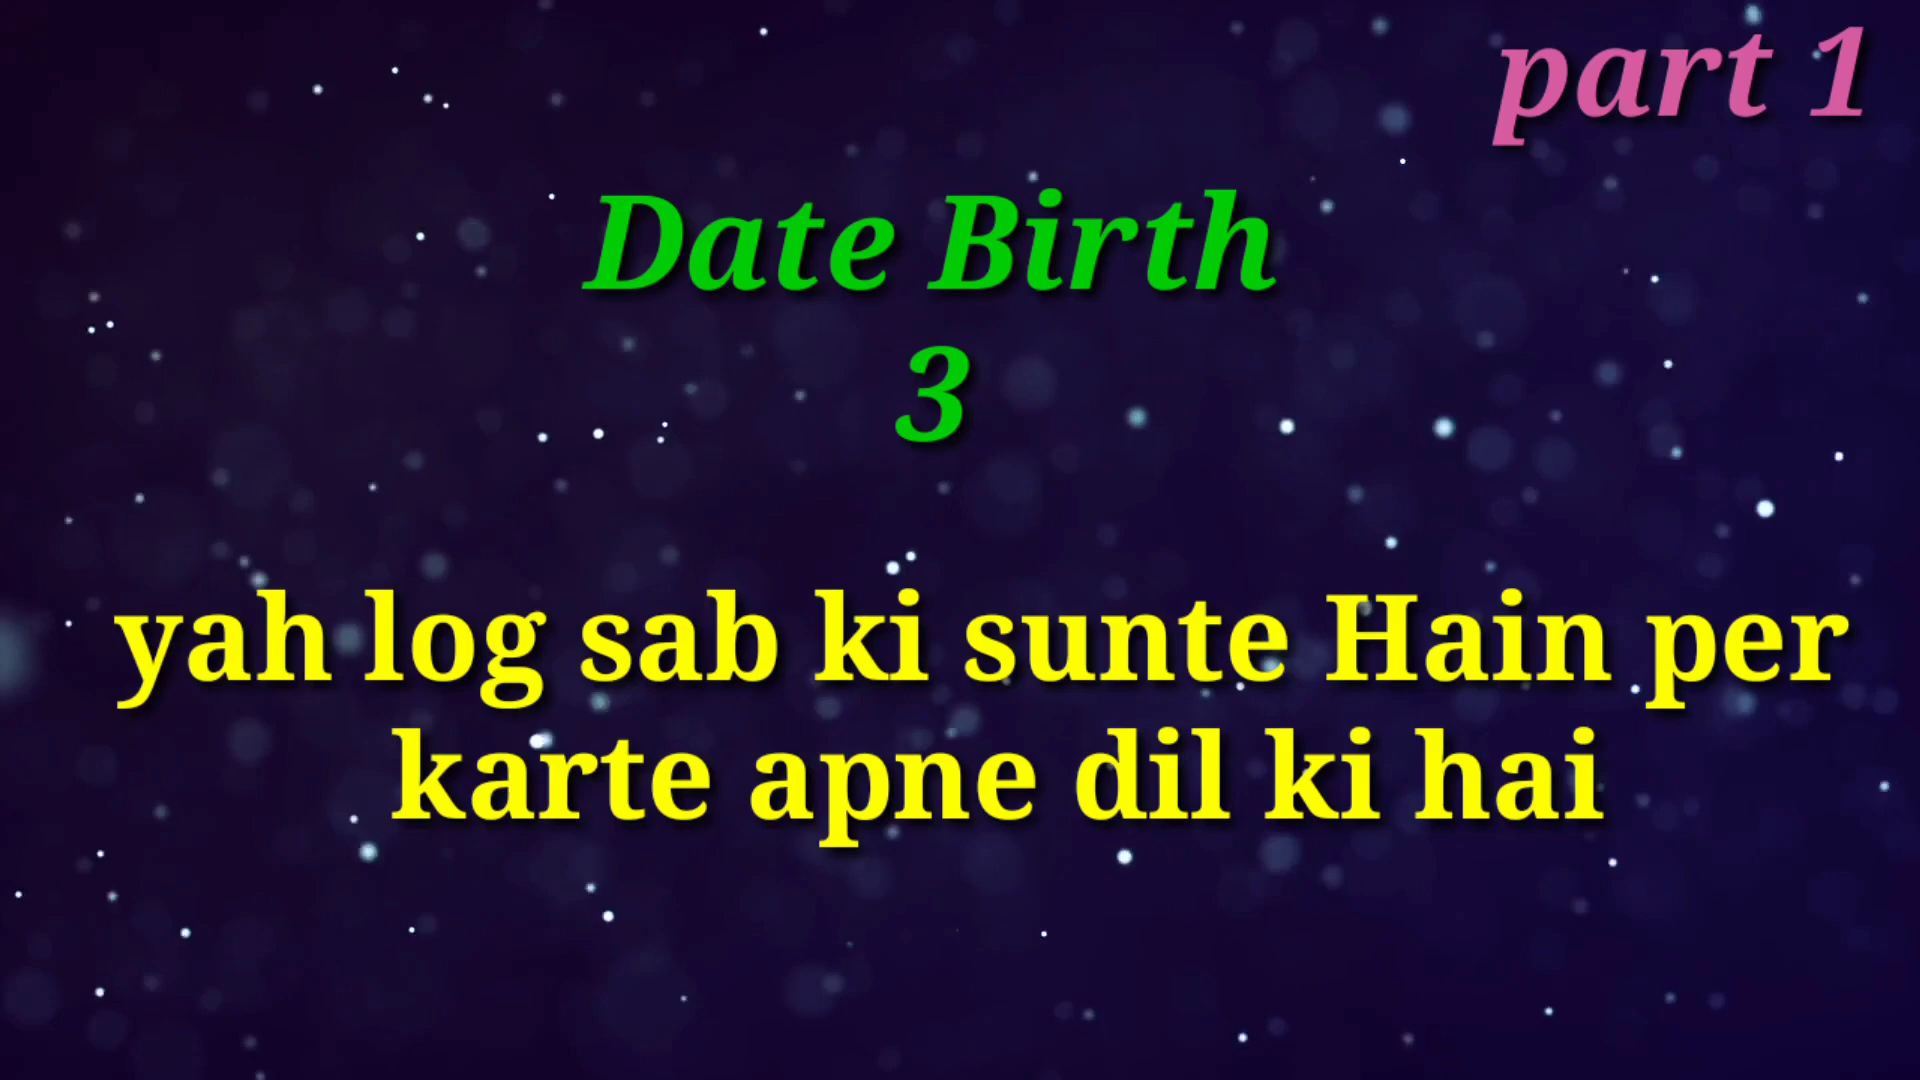 part 1
Date Birth
3
yah log sab ki sunte Hain per
karte apne dil ki hai